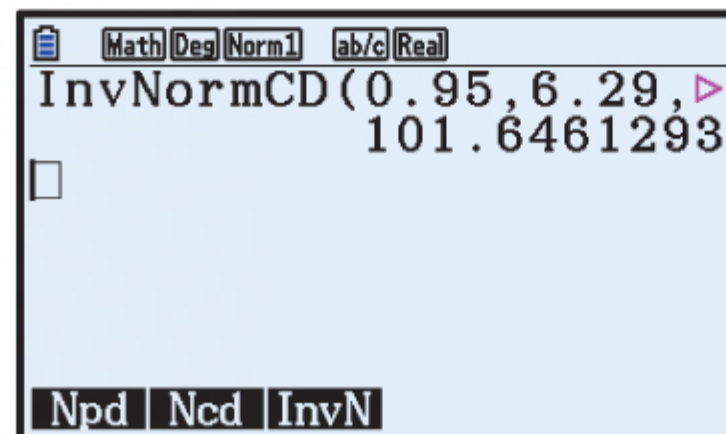 Math Deg Norm1 ab/c Real
InvNormCD(0.95,6.29,
101.6461293
Npd Ncd InvN